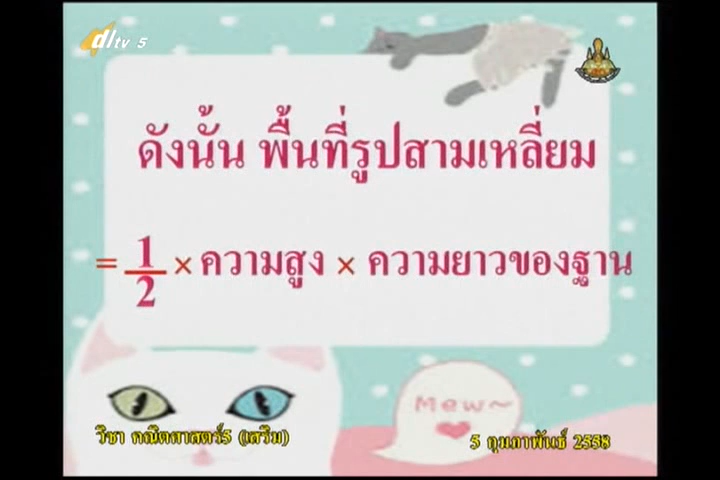 dltv 5
ดังนั้น พื้นที่รูปสามเหลี่ยม
= 1/2 × ความสูง × ความยาวของฐาน
Mew~
วิชา คณิตศาสตร์5 (เสริม)
5 กุมภาพันธ์ 2558